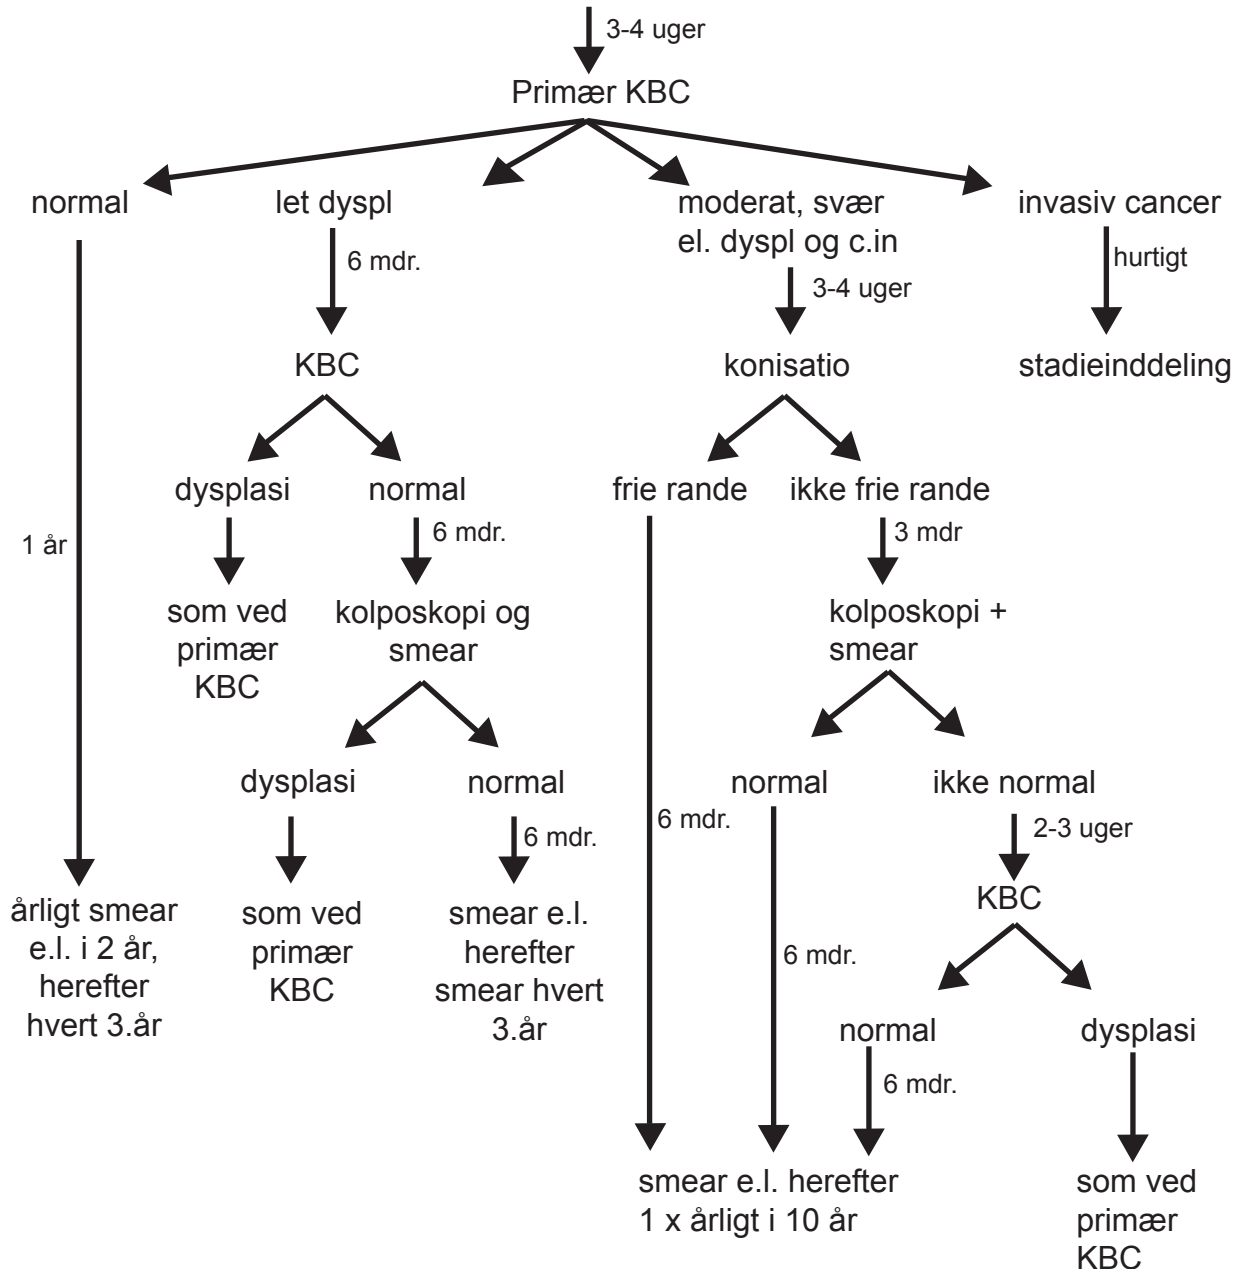 3-4 uger
Primær KBC
normal
let dyspl
moderat, svær
el. dyspl og c.in
invasiv cancer
6 mdr.
3-4 uger
hurtigt
KBC
konisatio
stadieinddeling
dysplasi
normal
frie rande
ikke frie rande
1 år
6 mdr.
3 mdr
som ved
primær
KBC
kolposkopi og
smear
kolposkopi +
smear
dysplasi
normal
normal
ikke normal
6 mdr.
6 mdr.
2-3 uger
årligt smear
e.l. i 2 år,
herefter
hvert 3.år
som ved
primær
KBC
smear e.l.
herefter
smear hvert
3.år
KBC
6 mdr.
normal
dysplasi
6 mdr.
smear e.l. herefter
1 x årligt i 10 år
som ved
primær
KBC